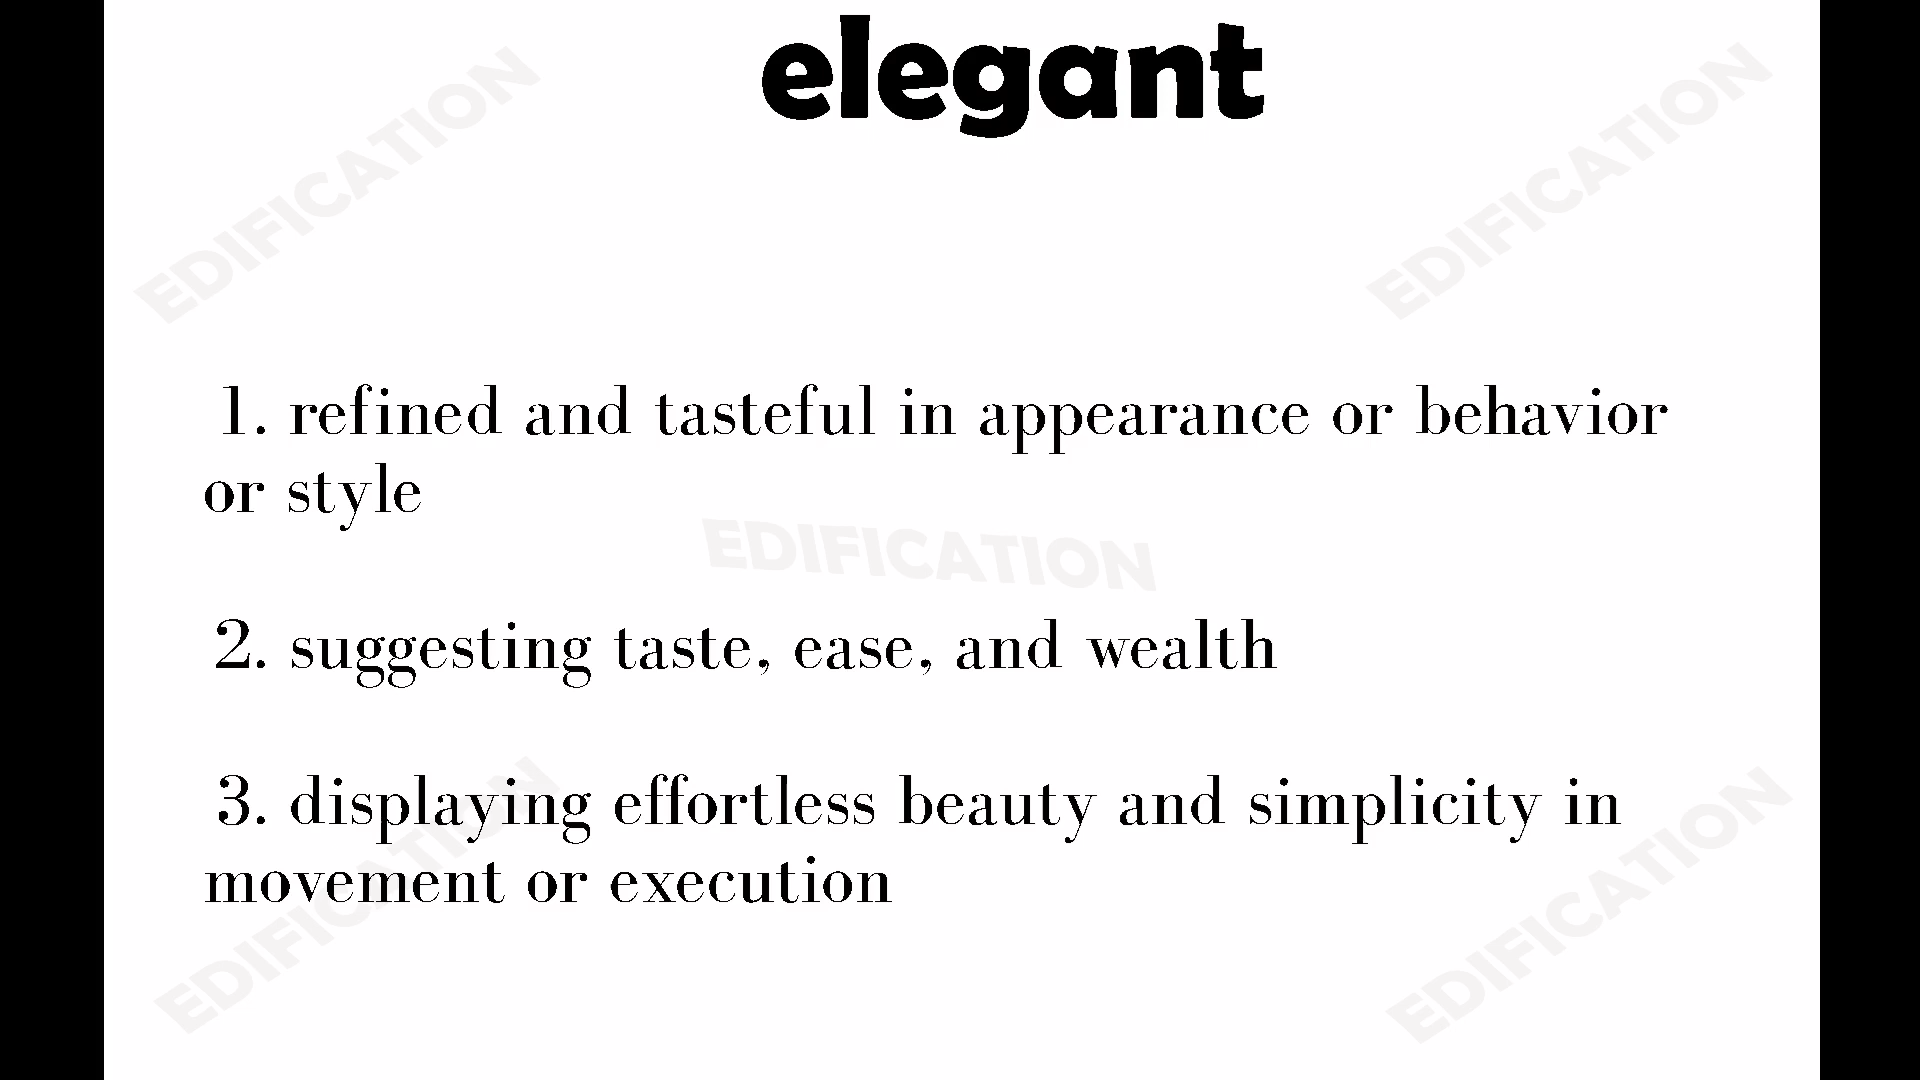 elegant
EDIFICATION
EDIFICATION
1. refined and tasteful in appearance or behavior
or style
EDIFICATION
2. suggesting taste, ease, and wealth
3. displaying effortless beauty and simplicity in
movement or execution
EDIFICATION
EDIFICATION